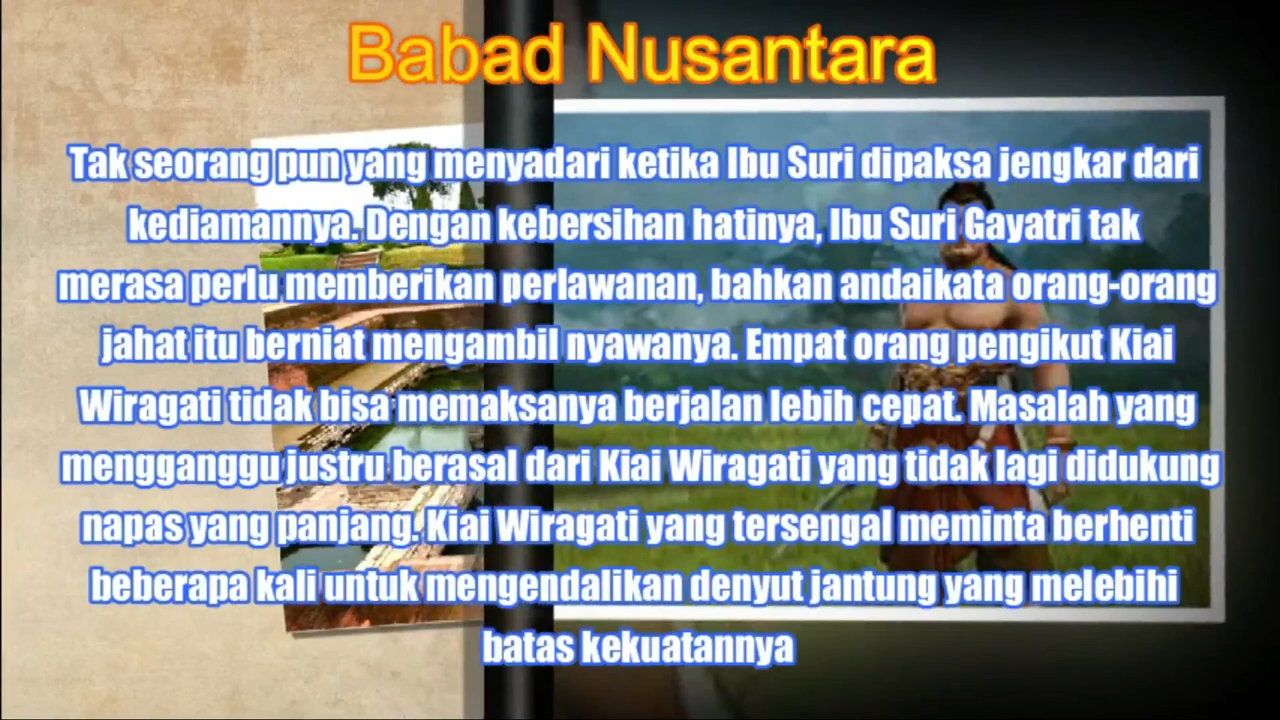 Babad Nusantara
Tak seorang pun yang menyadari ketika Ibu Suri dipaksa jengkar dari
kediamannya. Dengan kebersihan hatinya, Ibu Suri Gayatri tak
merasa perlu memberikan perlawanan, bahkan andaikata orang-orang
jahat itu berniat mengambil nyawanya. Empat orang pengikut Kiai
Wiragati tidak bisa memaksanya berjalan lebih cepat. Masalah yang
mengganggu justru berasal dari Kiai Wiragati yang tidak lagi didukung
napas yang panjang. Kiai Wiragati yang tersengal meminta berhenti
beberapa kali untuk mengendalikan denyut jantung yang melebihi
batas kekuatannya